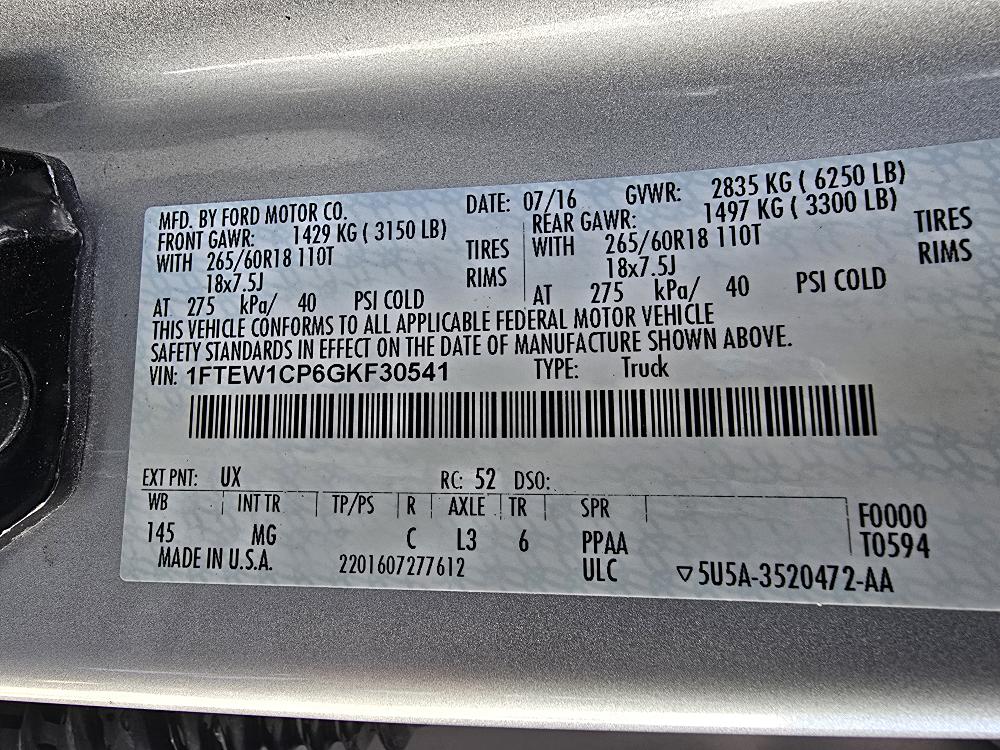 MFD. BY FORD MOTOR CO. DATE: 07/16 GVWR: 2835 KG ( 6250 LB)
FRONT GAWR: 1429 KG ( 3150 LB) REAR GAWR: 1497 KG ( 3300 LB)
WITH 265/60R18 110T TIRES WITH 265/60R18 110T TIRES
18x7.5J RIMS 18x7.5J RIMS
AT 275 kPa/ 40 PSI COLD AT 275 kPa/ 40 PSI COLD
THIS VEHICLE CONFORMS TO ALL APPLICABLE FEDERAL MOTOR VEHICLE
SAFETY STANDARDS IN EFFECT ON THE DATE OF MANUFACTURE SHOWN ABOVE.
VIN: 1FTEW1CP6GKF30541 TYPE: Truck
EXT PNT: UX RC: 52 DSO:
WB INT TR TP/PS R AXLE TR SPR F0000
145 MG C L3 6 PPAA T0594
MADE IN U.S.A. 2201607277612 ULC ▽5U5A-3520472-AA